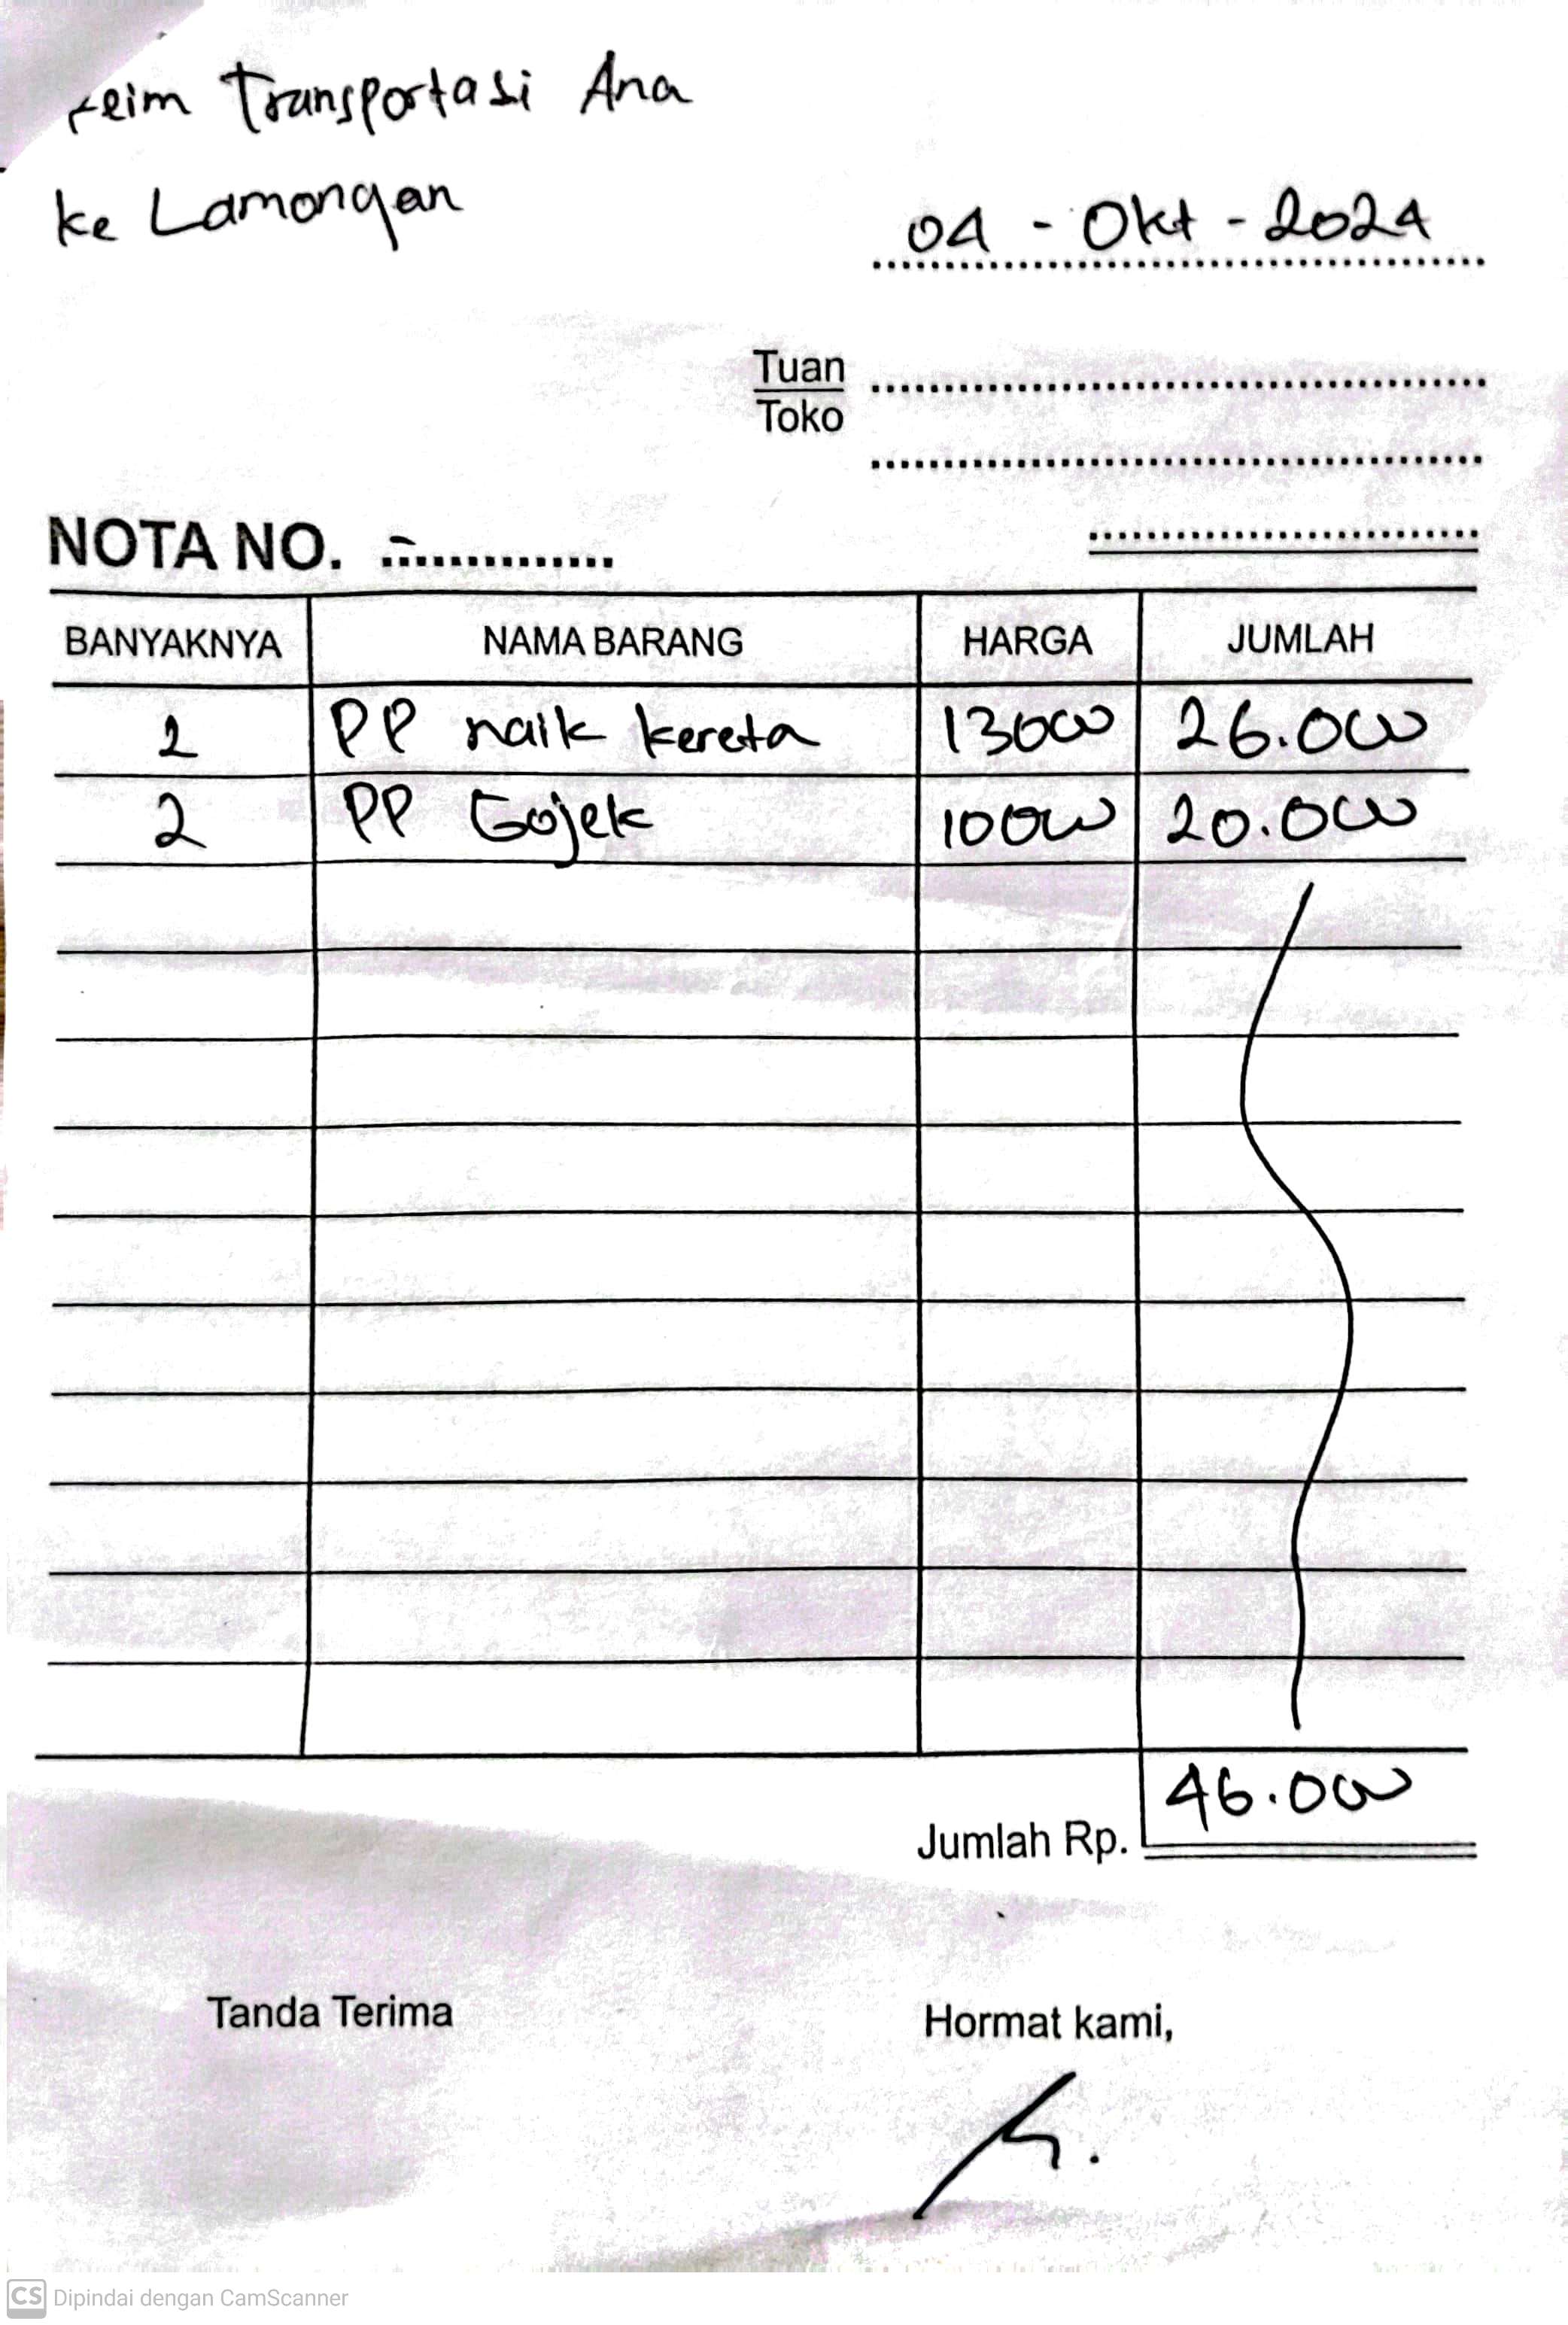 Transportasi Ana
ke Lamongan
04 - Okt - 2024
Tuan
Toko
NOTA NO. -
BANYAKNYA NAMA BARANG HARGA JUMLAH
2 PP naik kereta 13000 26.000
2 PP Gojek 10000 20.000
Jumlah Rp. 46.000
Tanda Terima Hormat kami,
CS Dipindai dengan CamScanner